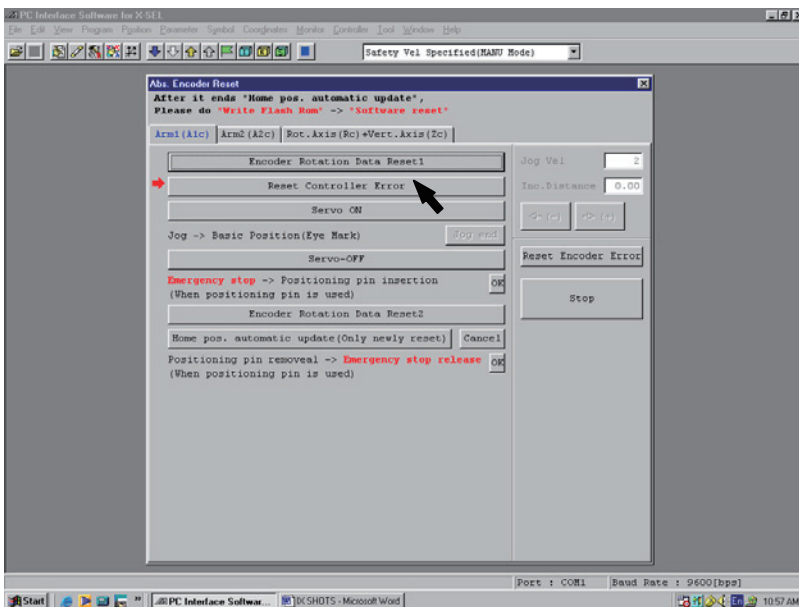 PC Interface Software for X-SEL
File Edit View Program Position Parameter Symbol Coordinates Monitor Controller Tool Window Help
Safety Vel Specified(MANU Mode)
Abs. Encoder Reset
After it ends "Home pos. automatic update",
Please do "Write Flash Rom" -> "Software reset"
Arm1(A1c) Arm2(A2c) Rot.Axis(Rc)+Vert.Axis(Zc)
Encoder Rotation Data Reset1
Reset Controller Error
Servo ON
Jog -> Basic Position(Eye Mark) Jog end
Servo-OFF
Emergency stop -> Positioning pin insertion OK
(When positioning pin is used)
Encoder Rotation Data Reset2
Home pos. automatic update(Only newly reset) Cancel
Positioning pin removeal -> Emergency stop release OK
(When positioning pin is used)
Jog Vel 2
Inc.Distance 0.00
(-) (+)
Reset Encoder Error
Stop
Port : COM1 Baud Rate : 9600[bps]
Start PC Interface Softwar... IX SHOTS - Microsoft Word En 10:57 AM